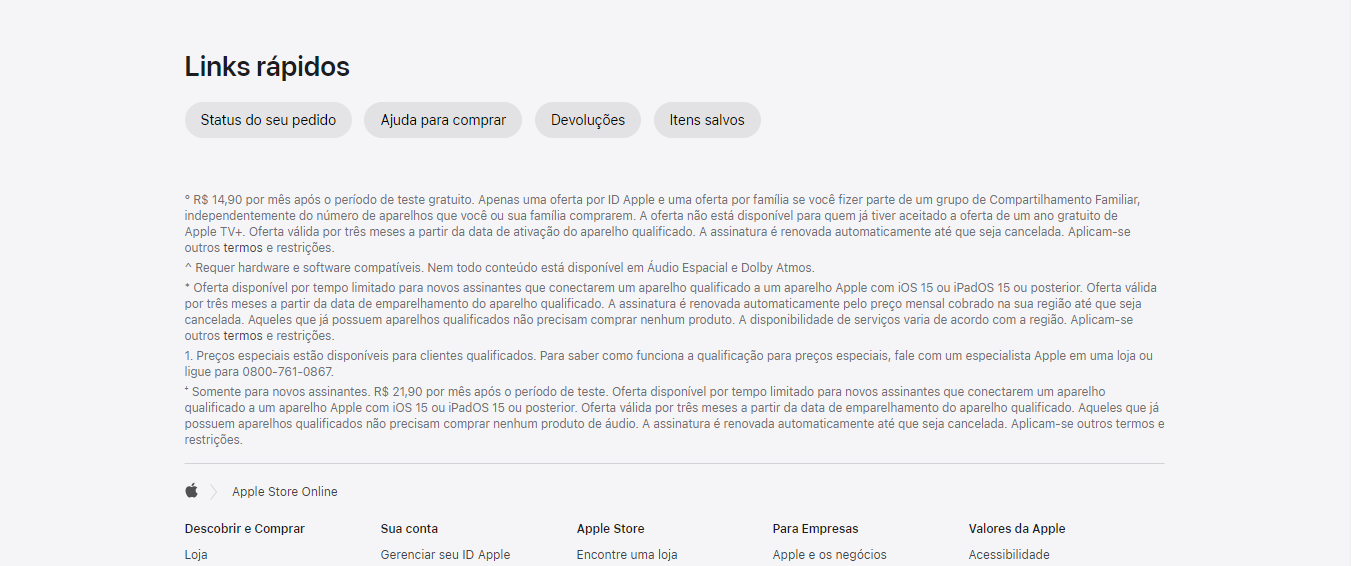 Links rápidos
Status do seu pedido
Ajuda para comprar
Devoluções
Itens salvos
° R$ 14,90 por mês após o período de teste gratuito. Apenas uma oferta por ID Apple e uma oferta por família se você fizer parte de um grupo de Compartilhamento Familiar,
independentemente do número de aparelhos que você ou sua família comprarem. A oferta não está disponível para quem já tiver aceitado a oferta de um ano gratuito de
Apple TV+. Oferta válida por três meses a partir da data de ativação do aparelho qualificado. A assinatura é renovada automaticamente até que seja cancelada. Aplicam-se
outros termos e restrições.
^ Requer hardware e software compatíveis. Nem todo conteúdo está disponível em Áudio Espacial e Dolby Atmos.
* Oferta disponível por tempo limitado para novos assinantes que conectarem um aparelho qualificado a um aparelho Apple com iOS 15 ou iPadOS 15 ou posterior. Oferta válida
por três meses a partir da data de emparelhamento do aparelho qualificado. A assinatura é renovada automaticamente pelo preço mensal cobrado na sua região até que seja
cancelada. Aqueles que já possuem aparelhos qualificados não precisam comprar nenhum produto. A disponibilidade de serviços varia de acordo com a região. Aplicam-se
outros termos e restrições.
1. Preços especiais estão disponíveis para clientes qualificados. Para saber como funciona a qualificação para preços especiais, fale com um especialista Apple em uma loja ou
ligue para 0800-761-0867.
⁺ Somente para novos assinantes. R$ 21,90 por mês após o período de teste. Oferta disponível por tempo limitado para novos assinantes que conectarem um aparelho
qualificado a um aparelho Apple com iOS 15 ou iPadOS 15 ou posterior. Oferta válida por três meses a partir da data de emparelhamento do aparelho qualificado. Aqueles que já
possuem aparelhos qualificados não precisam comprar nenhum produto de áudio. A assinatura é renovada automaticamente até que seja cancelada. Aplicam-se outros termos e
restrições.
Apple Store Online
Descobrir e Comprar
Loja
Sua conta
Gerenciar seu ID Apple
Apple Store
Encontre uma loja
Para Empresas
Apple e os negócios
Valores da Apple
Acessibilidade